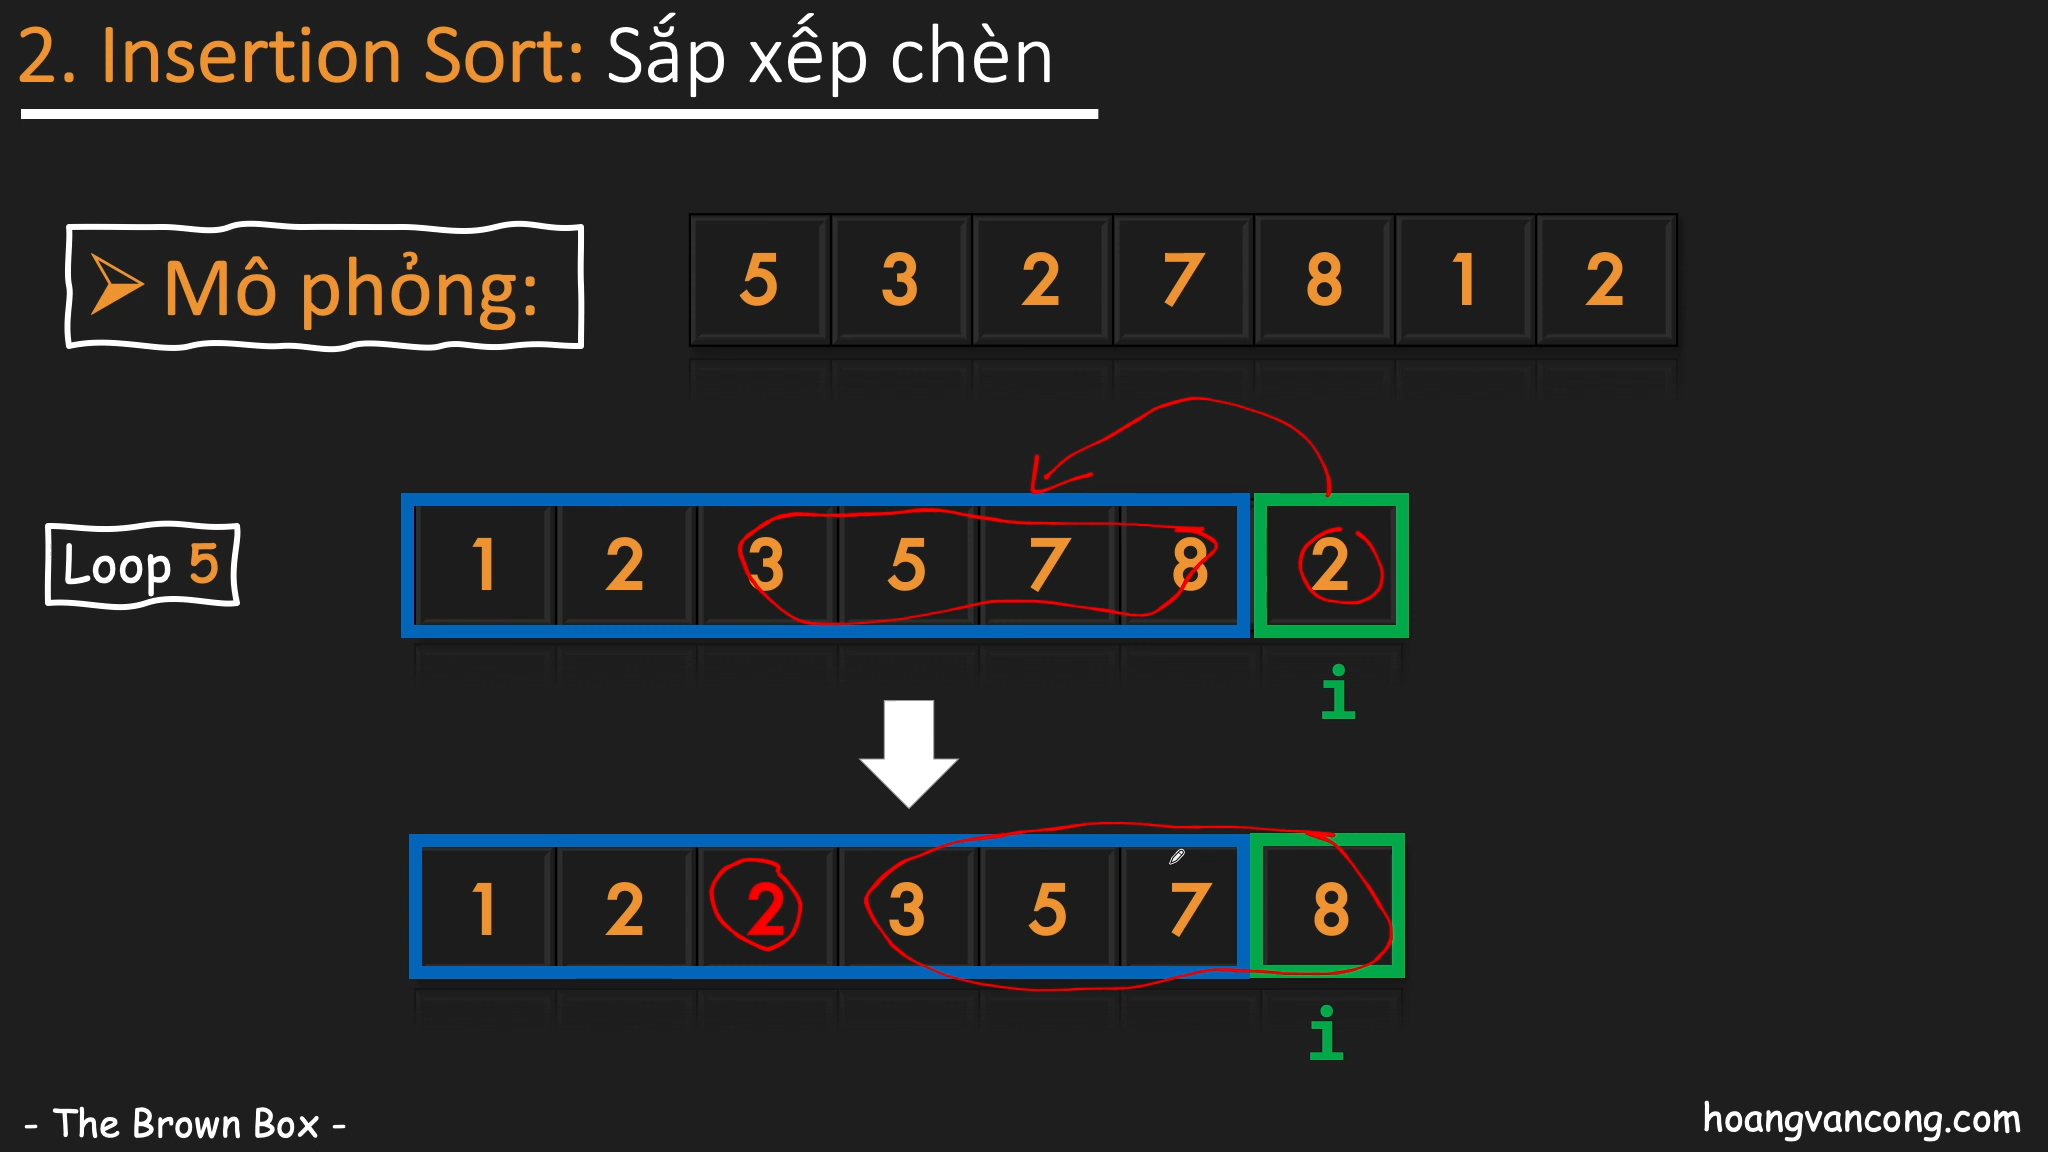 2. Insertion Sort: Sắp xếp chèn
➢ Mô phỏng:
5 3 2 7 8 1 2
Loop 5
1 2 3 5 7 8 2
i
1 2 2 3 5 7 8
i
- The Brown Box -
hoangvancong.com